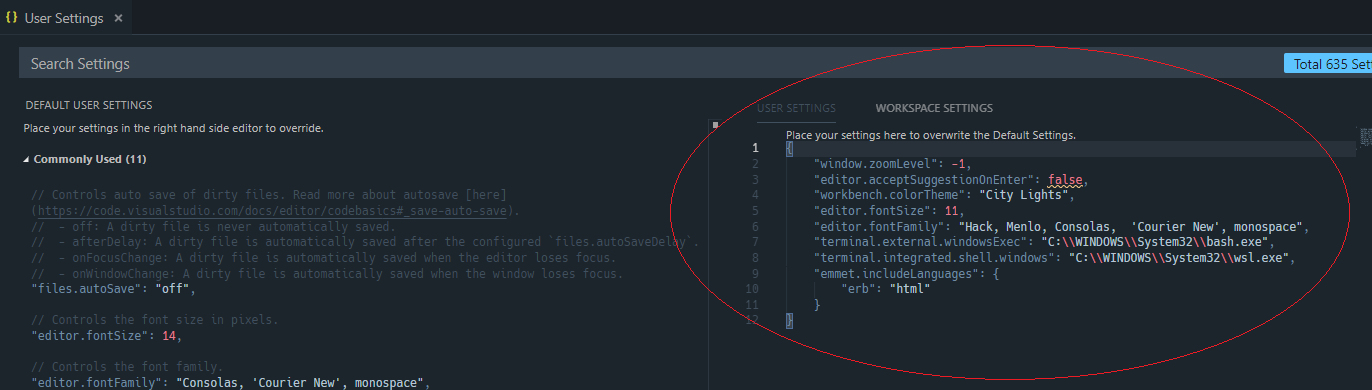 {} User Settings ×
Search Settings
Total 635 Sett
DEFAULT USER SETTINGS
Place your settings in the right hand side editor to override.
Commonly Used (11)
// Controls auto save of dirty files. Read more about autosave [here]
(https://code.visualstudio.com/docs/editor/codebasics#_save-auto-save).
//  - off: A dirty file is never automatically saved.
//  - afterDelay: A dirty file is automatically saved after the configured `files.autoSaveDelay`.
//  - onFocusChange: A dirty file is automatically saved when the editor loses focus.
//  - onWindowChange: A dirty file is automatically saved when the window loses focus.
"files.autoSave": "off",
// Controls the font size in pixels.
"editor.fontSize": 14,
// Controls the font family.
"editor.fontFamily": "Consolas, 'Courier New', monospace",
USER SETTINGS WORKSPACE SETTINGS
Place your settings here to overwrite the Default Settings.
1 {
2 "window.zoomLevel": -1,
3 "editor.acceptSuggestionOnEnter": false,
4 "workbench.colorTheme": "City Lights",
5 "editor.fontSize": 11,
6 "editor.fontFamily": "Hack, Menlo, Consolas,  'Courier New', monospace",
7 "terminal.external.windowsExec": "C:\\WINDOWS\\System32\\bash.exe",
8 "terminal.integrated.shell.windows": "C:\\WINDOWS\\System32\\wsl.exe",
9 "emmet.includeLanguages": {
10 "erb": "html"
11 }
12 }